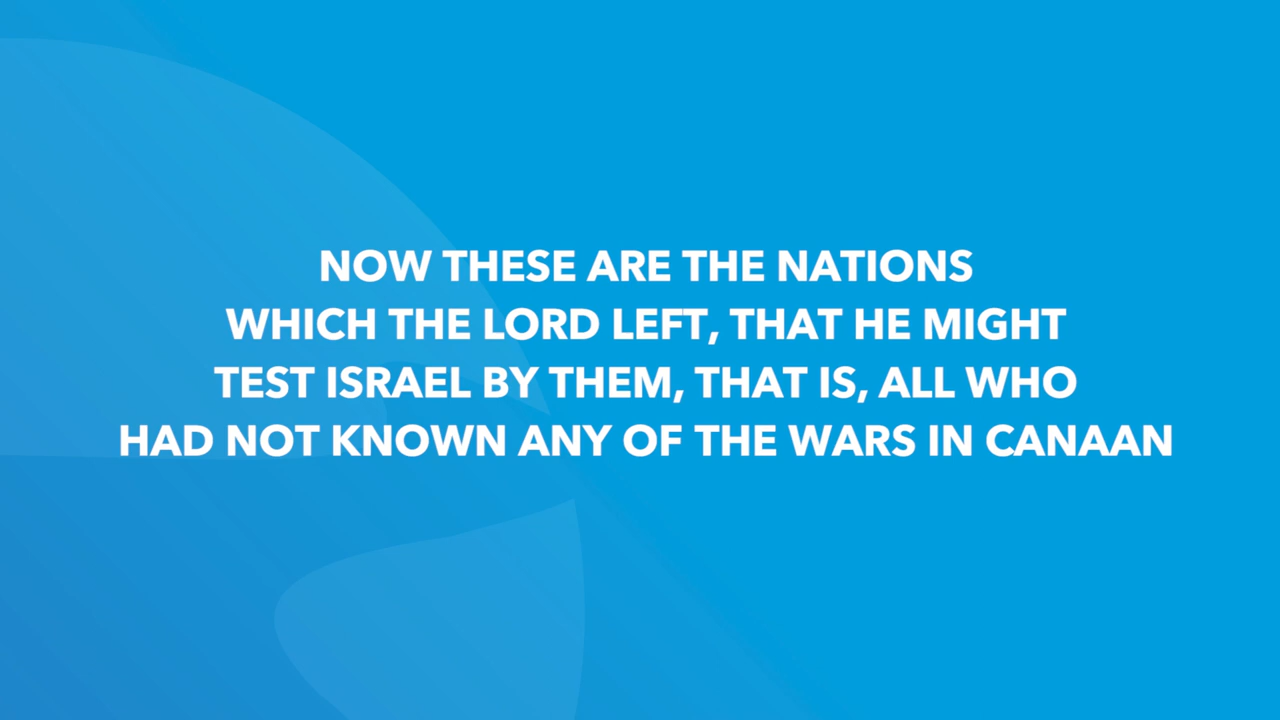 NOW THESE ARE THE NATIONS
WHICH THE LORD LEFT, THAT HE MIGHT
TEST ISRAEL BY THEM, THAT IS, ALL WHO
HAD NOT KNOWN ANY OF THE WARS IN CANAAN